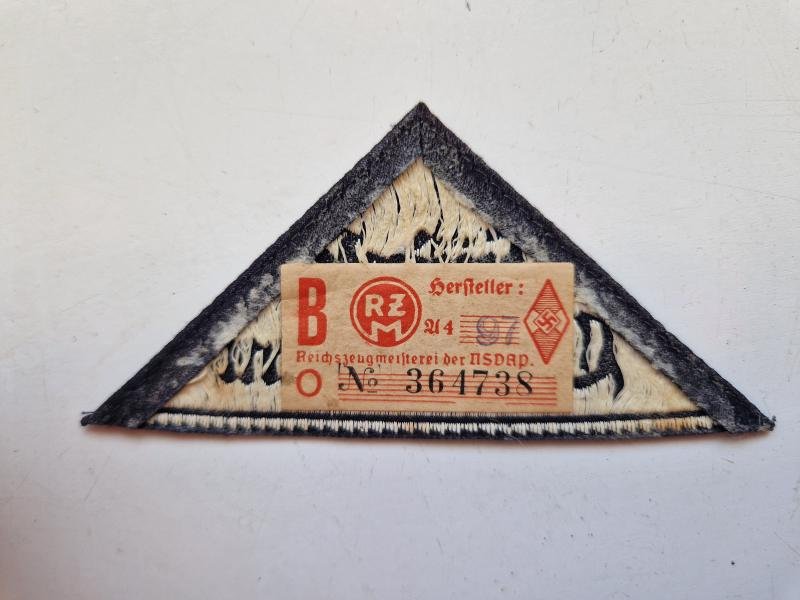 B RZM Hersteller:
A4 97
Reichszeugmeisterei der NSDAP.
O No 364738